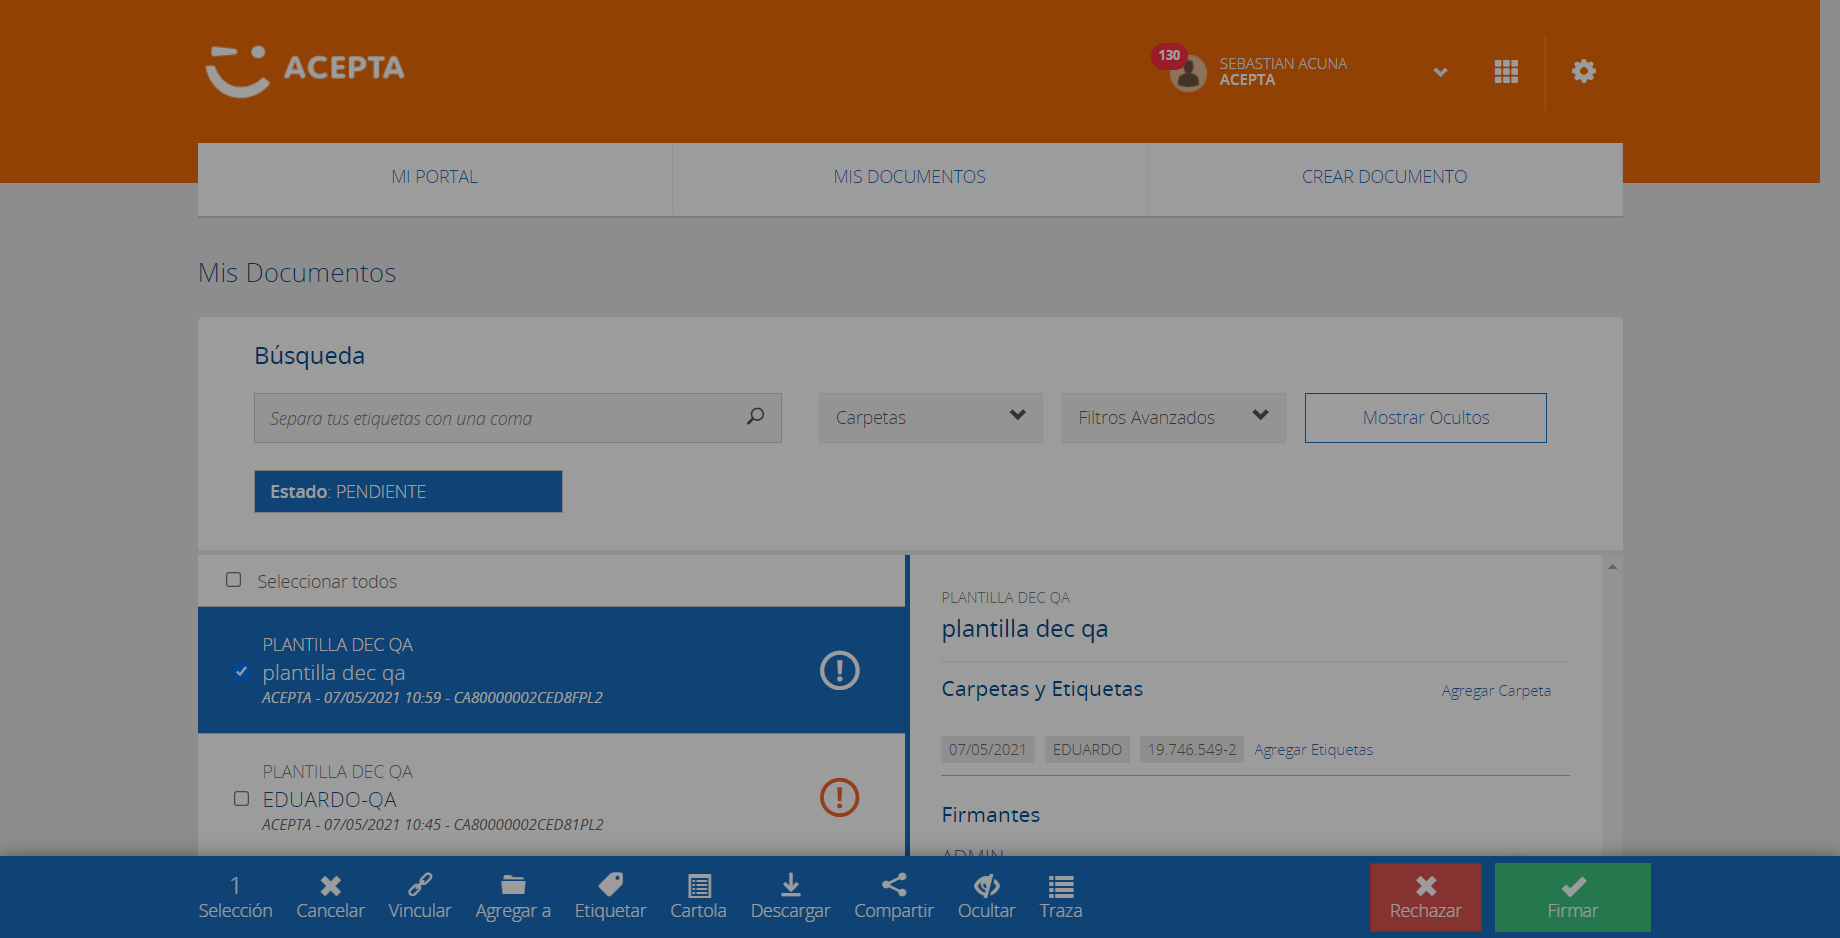 ACEPTA
130
SEBASTIAN ACUNA
ACEPTA
MI PORTAL
MIS DOCUMENTOS
CREAR DOCUMENTO
Mis Documentos
Búsqueda
Separa tus etiquetas con una coma
Carpetas
Filtros Avanzados
Mostrar Ocultos
Estado: PENDIENTE
Seleccionar todos
PLANTILLA DEC QA
plantilla dec qa
ACEPTA - 07/05/2021 10:59 - CA80000002CED8FPL2
PLANTILLA DEC QA
EDUARDO-QA
ACEPTA - 07/05/2021 10:45 - CA80000002CED81PL2
PLANTILLA DEC QA
plantilla dec qa
Carpetas y Etiquetas
Agregar Carpeta
07/05/2021 EDUARDO 19.746.549-2 Agregar Etiquetas
Firmantes
ADMIN
1
Selección
Cancelar
Vincular
Agregar a
Etiquetar
Cartola
Descargar
Compartir
Ocultar
Traza
Rechazar
Firmar